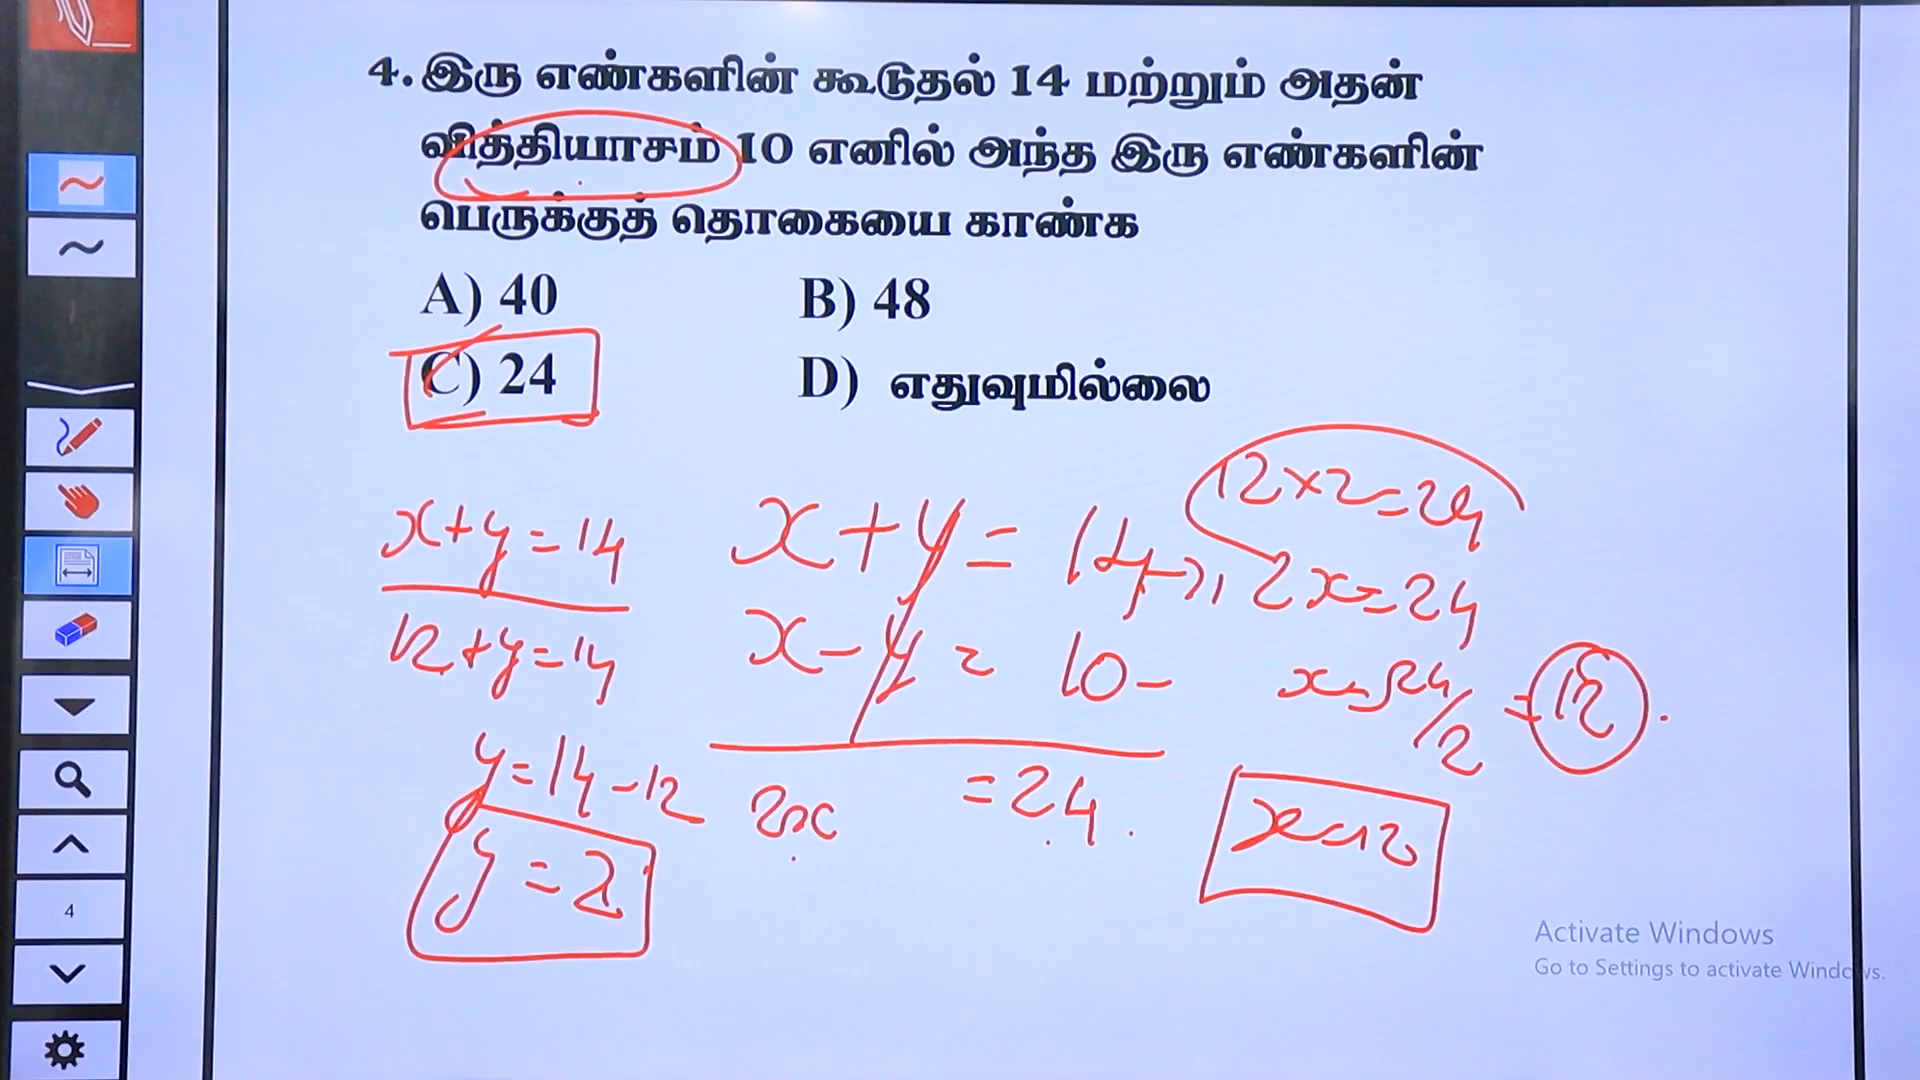 4. இரு எண்களின் கூடுதல் 14 மற்றும் அதன்
வித்தியாசம் 10 எனில் அந்த இரு எண்களின்
பெருக்குத் தொகையை காண்க
A) 40 B) 48
C) 24 D) எதுவுமில்லை
12×2=24
x+y=14
x+y=14
2x=24
12+y=14
x-y=10
x=24/2=12
y=14-12
2x =24
x=12
y=2
4
Activate Windows
Go to Settings to activate Windows.